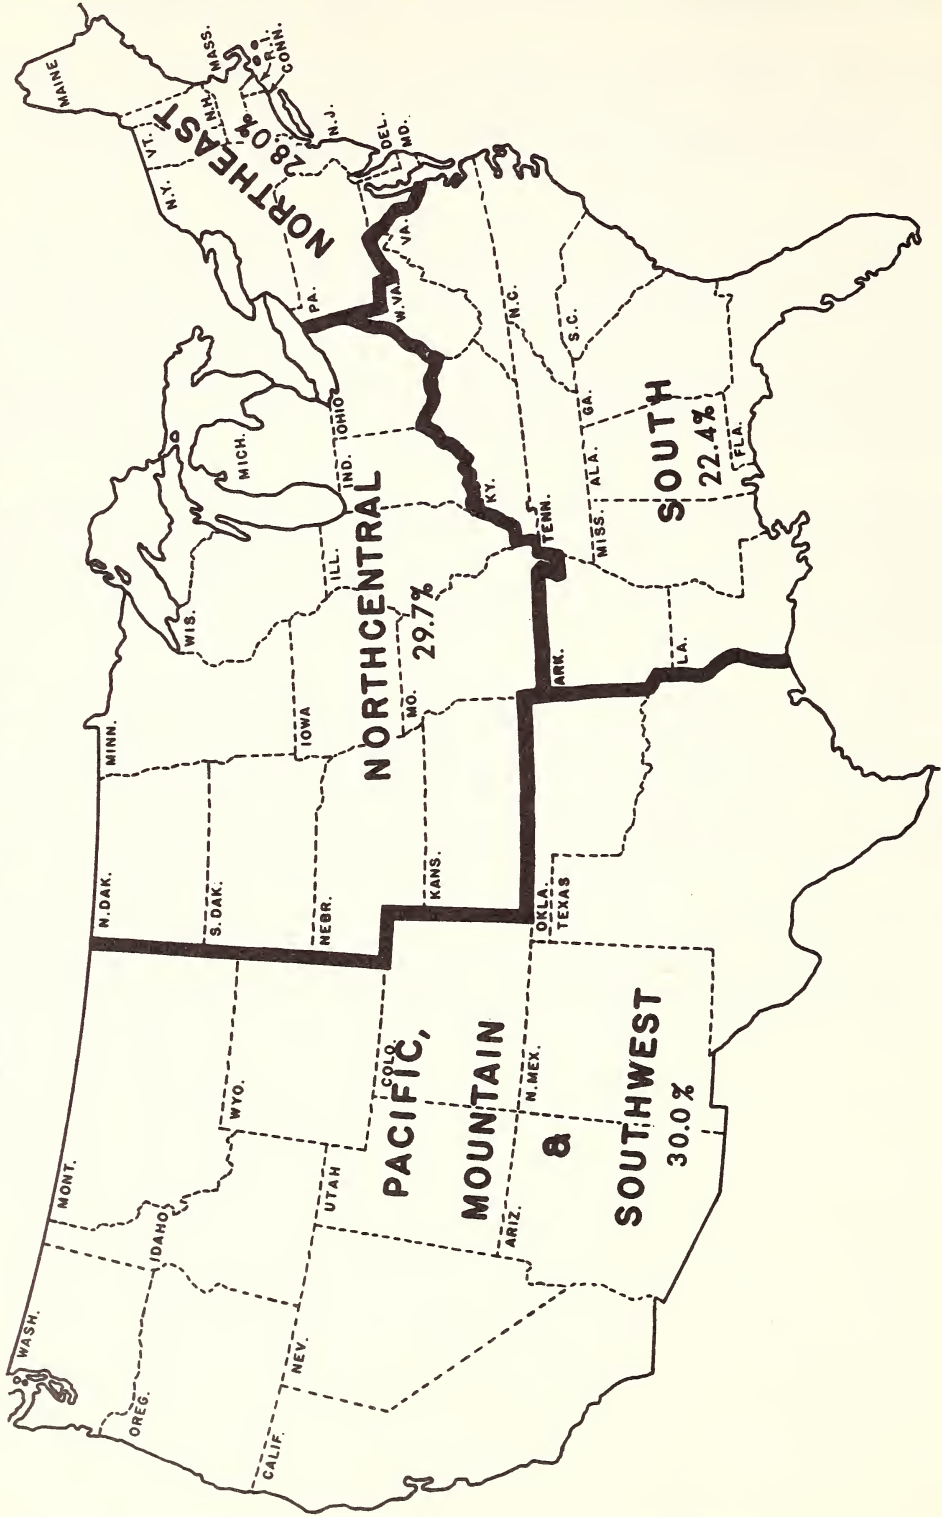 WASH.
OREG.
CALIF.
NEV.
IDAHO
MONT.
WYO.
UTAH
COLO.
ARIZ.
N.MEX.
PACIFIC,
MOUNTAIN
&
SOUTHWEST
30.0%
N.DAK.
S.DAK.
NEBR.
KANS.
OKLA.
TEXAS
MINN.
IOWA
MO.
WIS.
ILL.
MICH.
IND.
OHIO
NORTHCENTRAL
29.7%
ARK.
LA.
KY.
TENN.
MISS.
ALA.
GA.
FLA.
S.C.
N.C.
VA.
W.VA.
SOUTH
22.4%
PA.
N.Y.
VT.
N.H.
MAINE
MASS.
R.I.
CONN.
N.J.
DEL.
MD.
NORTHEAST
28.0%